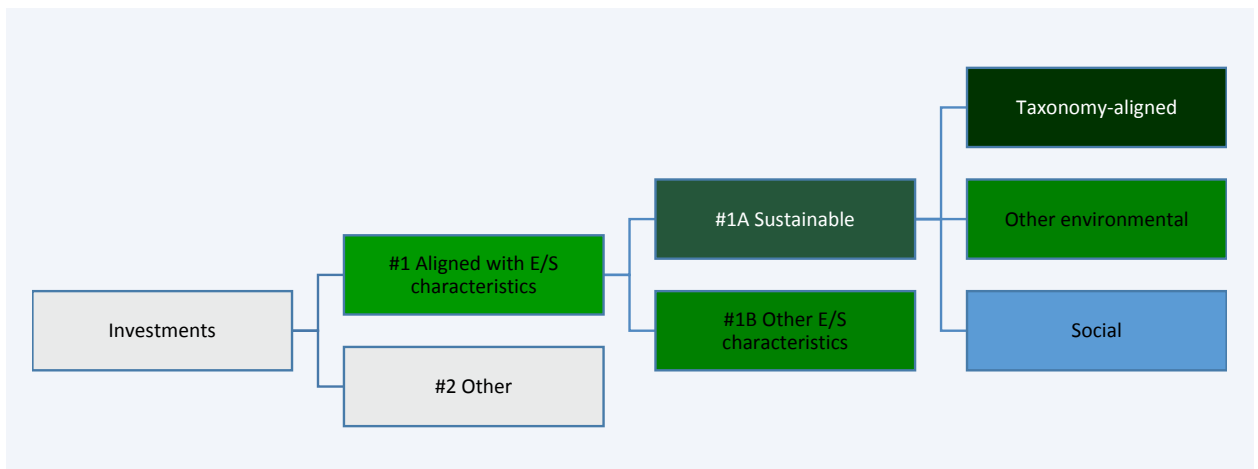 Investments
#1 Aligned with E/S
characteristics
#2 Other
#1A Sustainable
#1B Other E/S
characteristics
Taxonomy-aligned
Other environmental
Social